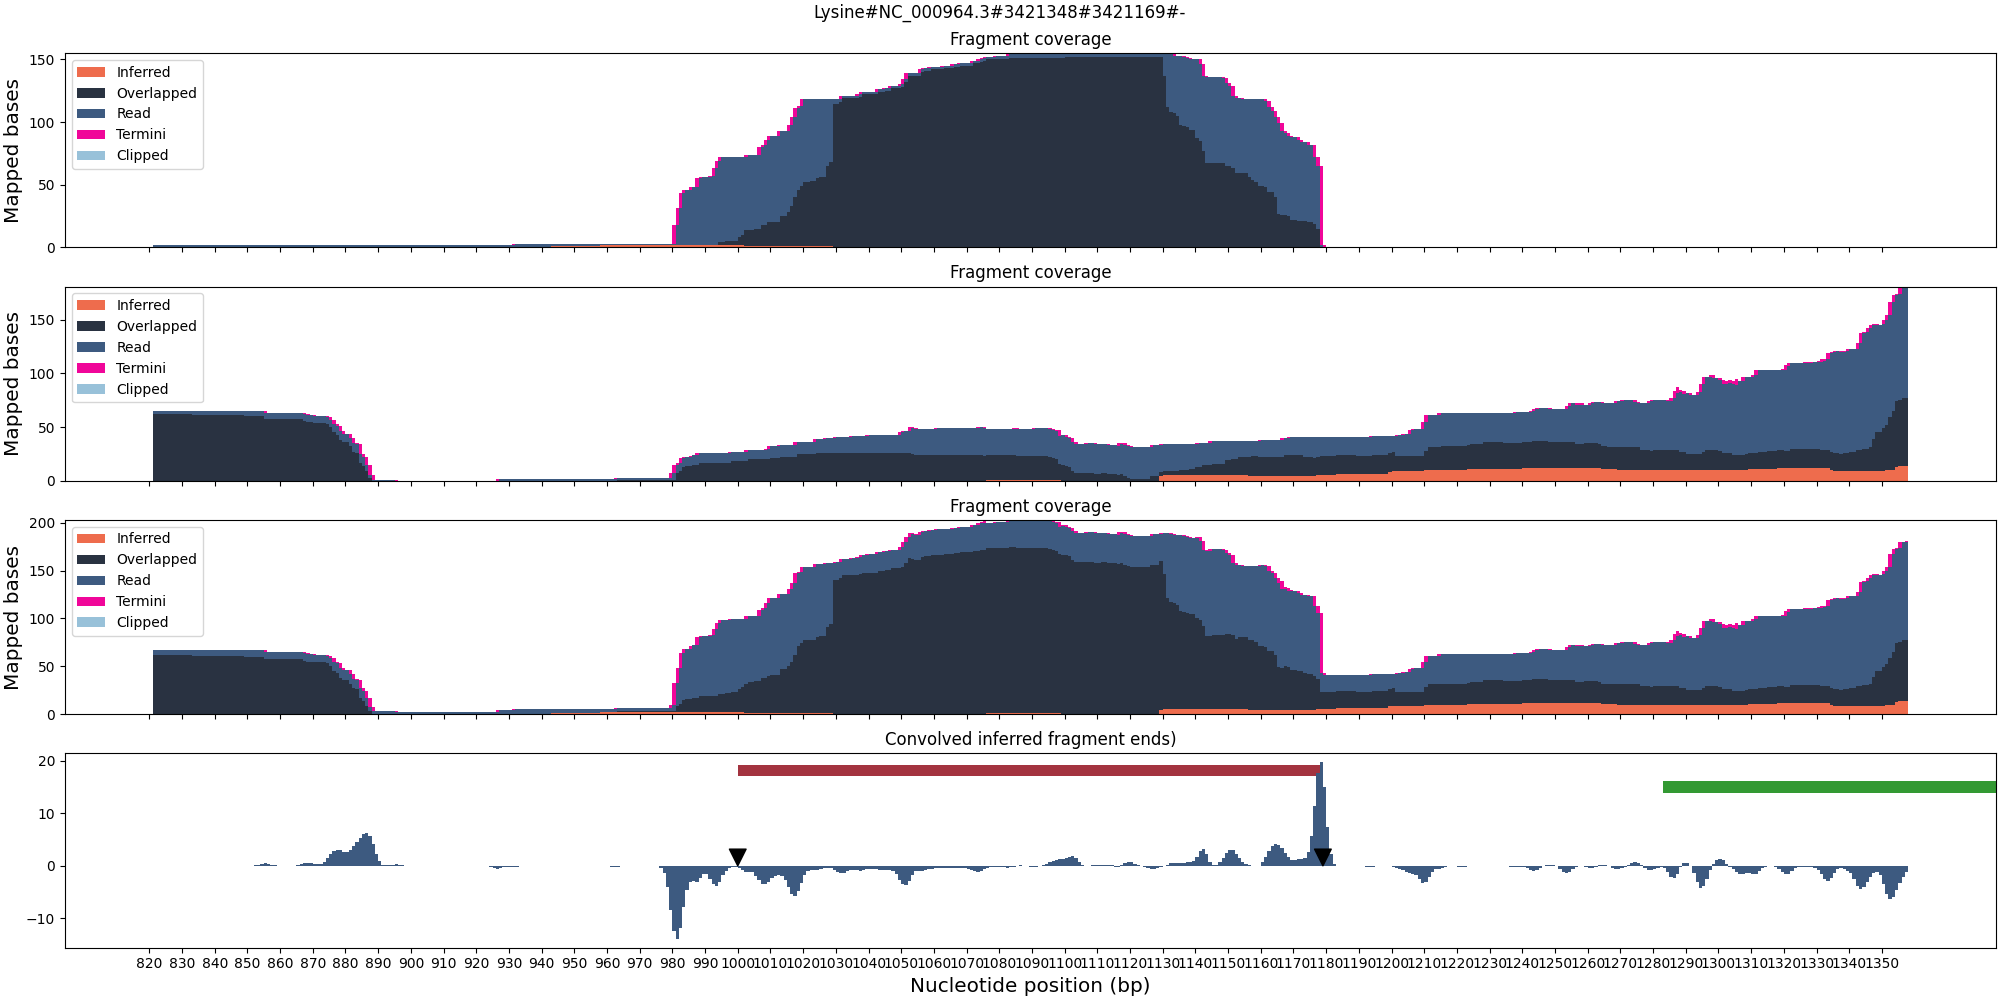 Lysine#NC_000964.3#3421348#3421169#-
Fragment coverage
Mapped bases
150
100
50
0
Inferred
Overlapped
Read
Termini
Clipped
Fragment coverage
Mapped bases
150
100
50
0
Inferred
Overlapped
Read
Termini
Clipped
Fragment coverage
Mapped bases
200
150
100
50
0
Inferred
Overlapped
Read
Termini
Clipped
Convolved inferred fragment ends)
20
10
0
−10
820 830 840 850 860 870 880 890 900 910 920 930 940 950 960 970 980 990 1000 1010 1020 1030 1040 1050 1060 1070 1080 1090 1100 1110 1120 1130 1140 1150 1160 1170 1180 1190 1200 1210 1220 1230 1240 1250 1260 1270 1280 1290 1300 1310 1320 1330 1340 1350
Nucleotide position (bp)